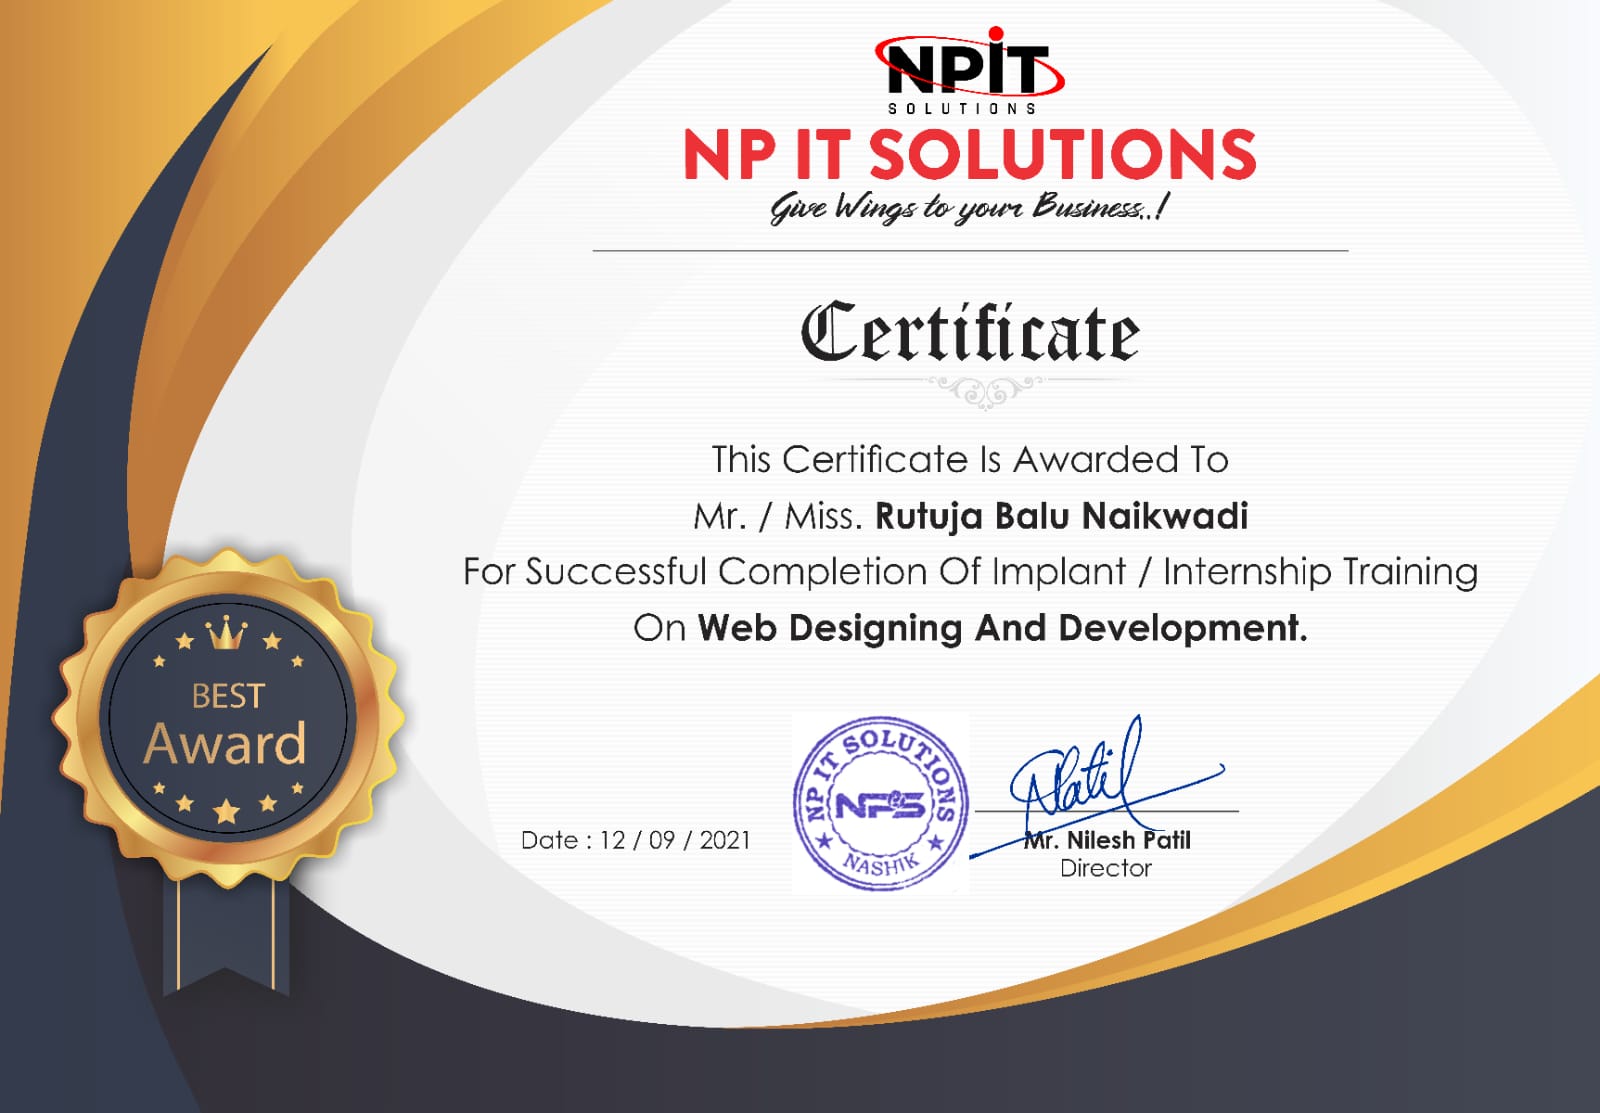 NPiT
SOLUTIONS
NP IT SOLUTIONS
Give Wings to your Business..!
Certificate
This Certificate Is Awarded To
Mr. / Miss. Rutuja Balu Naikwadi
For Successful Completion Of Implant / Internship Training
On Web Designing And Development.
BEST
Award
Date : 12 / 09 / 2021
NP IT SOLUTIONS
NASHIK
Patil
Mr. Nilesh Patil
Director